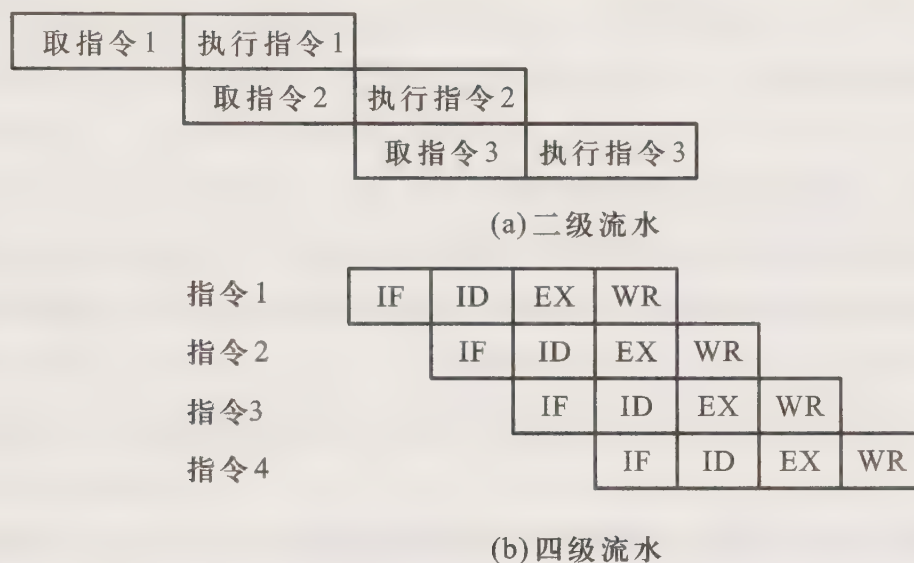 取指令1 执行指令1
取指令2 执行指令2
取指令3 执行指令3
(a)二级流水
指令1 IF ID EX WR
指令2 IF ID EX WR
指令3 IF ID EX WR
指令4 IF ID EX WR
(b)四级流水